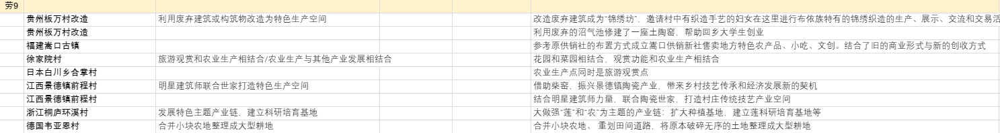 劳9
贵州板万村改造 利用废弃建筑或构筑物改造为特色生产空间 改造废弃建筑成为“锦绣坊”，邀请村中有织造手艺的妇女在这里进行布依族特有的锦绣织造的生产、展示、交流和交易活
贵州板万村改造 利用废弃的沼气池修建了一座土陶窑，帮助回乡大学生创业
福建嵩口古镇 参考原供销社的布置方式成立嵩口供销新社售卖地方特色农产品、小吃、文创。结合了旧的商业形式与新的创收方式
徐家院村 旅游观赏和农业生产相结合/农业生产与其他产业发展相结合 花园和菜园相结合，观赏功能和农业生产相结合
日本白川乡合掌村 农业生产点同时是旅游观赏点
江西景德镇前程村 明星建筑师联合世家打造特色生产空间 借助柴窑，振兴景德镇陶瓷产业，带来乡村技艺传承和经济发展新的契机
江西景德镇前程村 结合明星建筑师力量，联合陶瓷世家，打造村庄传统技艺产业空间
浙江桐庐环溪村 发展特色主题产业链，建立科研培育基地 大做强“莲”和“农”为主题的产业链：扩大种植基地，建立莲科研培育基地等
德国韦亚恩村 合并小块农地整理成大型耕地 合并小块农地、 重划田间道路，将原本破碎无序的土地整理成大型耕地